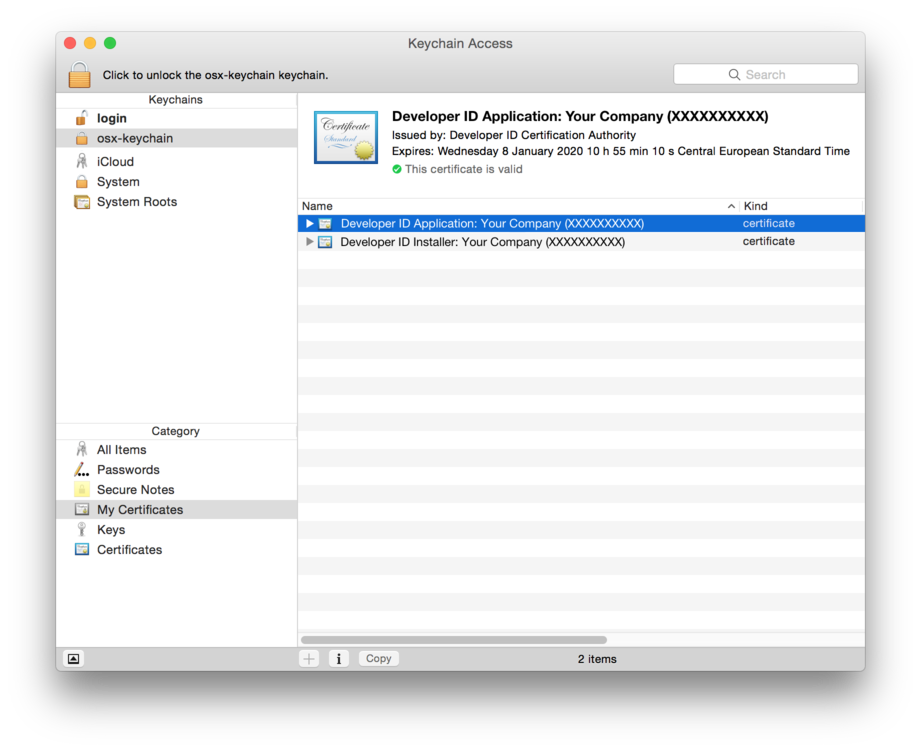 Keychain Access
Click to unlock the osx-keychain keychain.
Search
Keychains
login
osx-keychain
iCloud
System
System Roots
Category
All Items
Passwords
Secure Notes
My Certificates
Keys
Certificates
Certificate
Standard
Developer ID Application: Your Company (XXXXXXXXXX)
Issued by: Developer ID Certification Authority
Expires: Wednesday 8 January 2020 10 h 55 min 10 s Central European Standard Time
This certificate is valid
Name Kind
Developer ID Application: Your Company (XXXXXXXXXX) certificate
Developer ID Installer: Your Company (XXXXXXXXXX) certificate
Copy
2 items